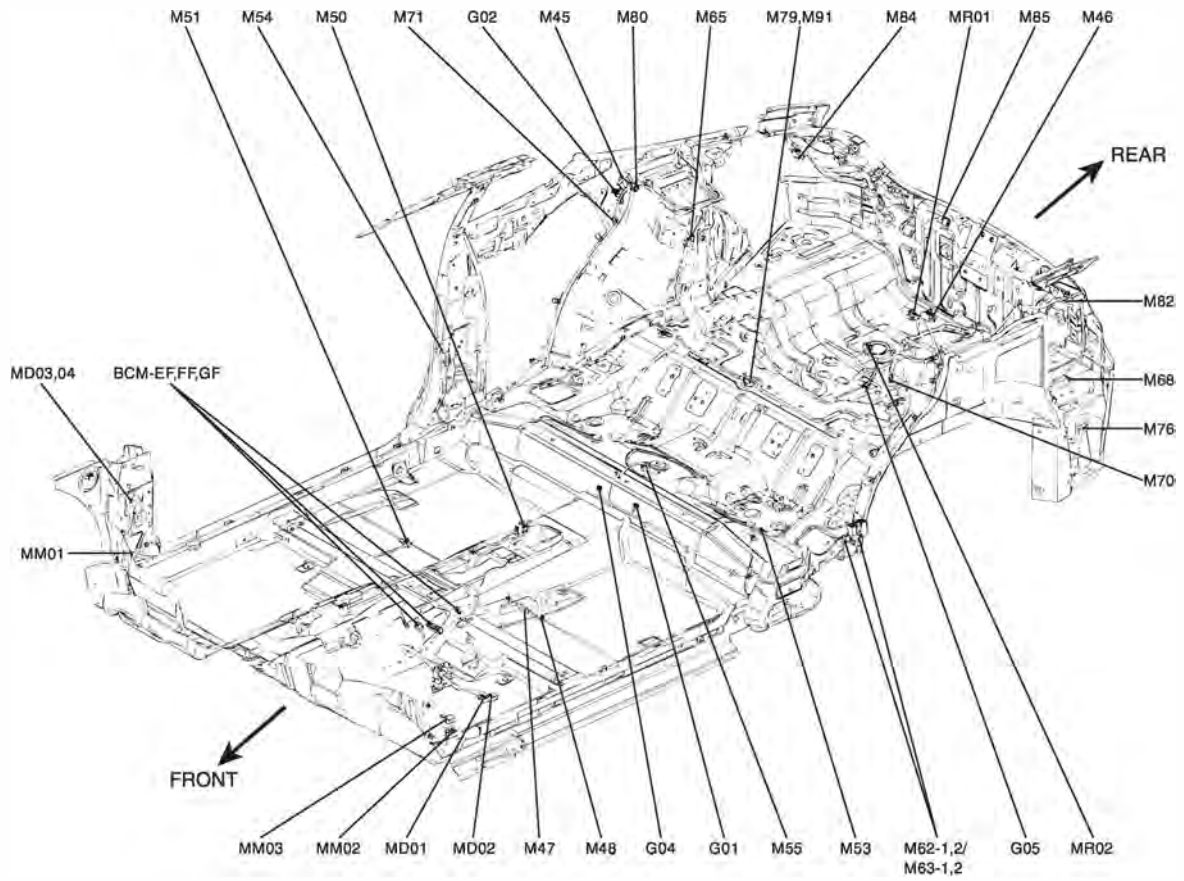 M51 M54 M50 M71 G02 M45 M80 M65 M79,M91 M84 MR01 M85 M46
REAR
M82
MD03,04 BCM-EF,FF,GF
M68
M76
M70
MM01
FRONT
MM03 MM02 MD01 MD02 M47 M48 G04 G01 M55 M53 M62-1,2/ G05 MR02
M63-1,2